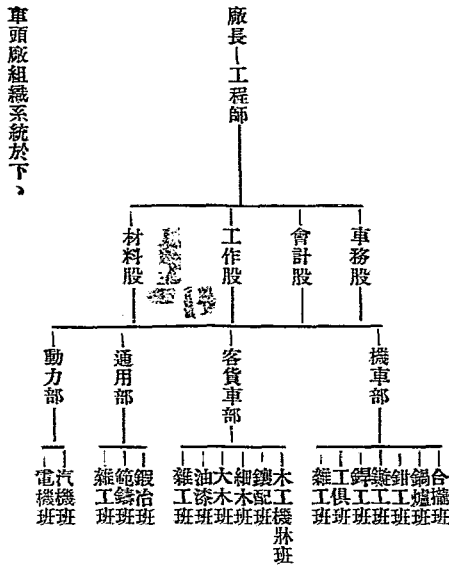 廠長—工程師
車務股
會計股
工作股
材料股
機車部
客貨車部
通用部
動力部
合攏班
鍋爐班
鉗工班
鏇工班
銲工班
工俱班
雜工班
木工機牀班
鑲配班
細木班
大木班
油漆班
雜工班
鍜冶班
範鑄班
雜工班
汽機班
電機班
車頭廠組織系統於下、